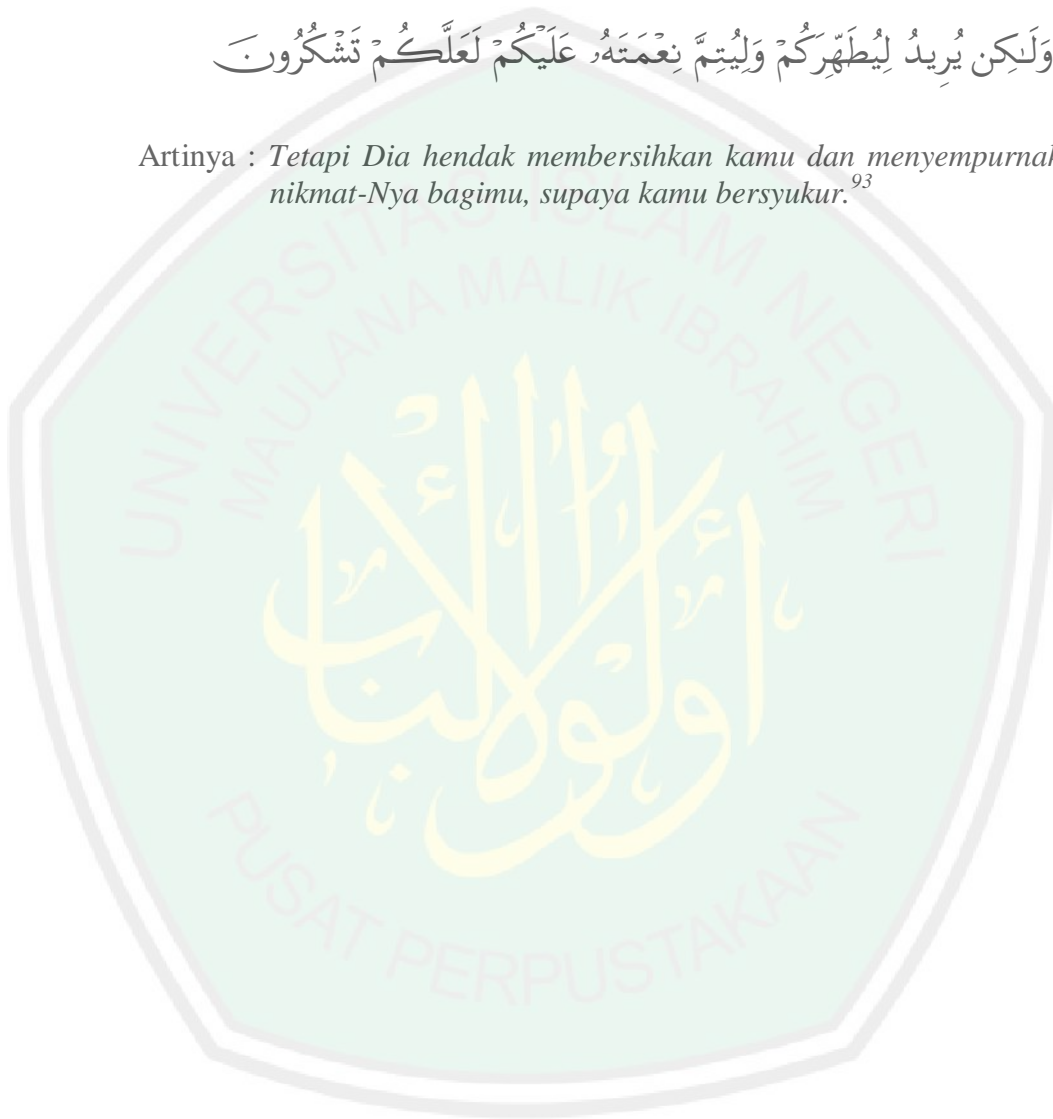 وَلَـٰكِن يُرِيدُ لِيُطَهِّرَكُمْ وَلِيُتِمَّ نِعْمَتَهُۥ عَلَيْكُمْ لَعَلَّكُمْ تَشْكُرُونَ
Artinya : Tetapi Dia hendak membersihkan kamu dan menyempurnak
nikmat-Nya bagimu, supaya kamu bersyukur.93
UNIVERSITAS ISLAM NEGERI
MAULANA MALIK IBRAHIM
PUSAT PERPUSTAKAAN